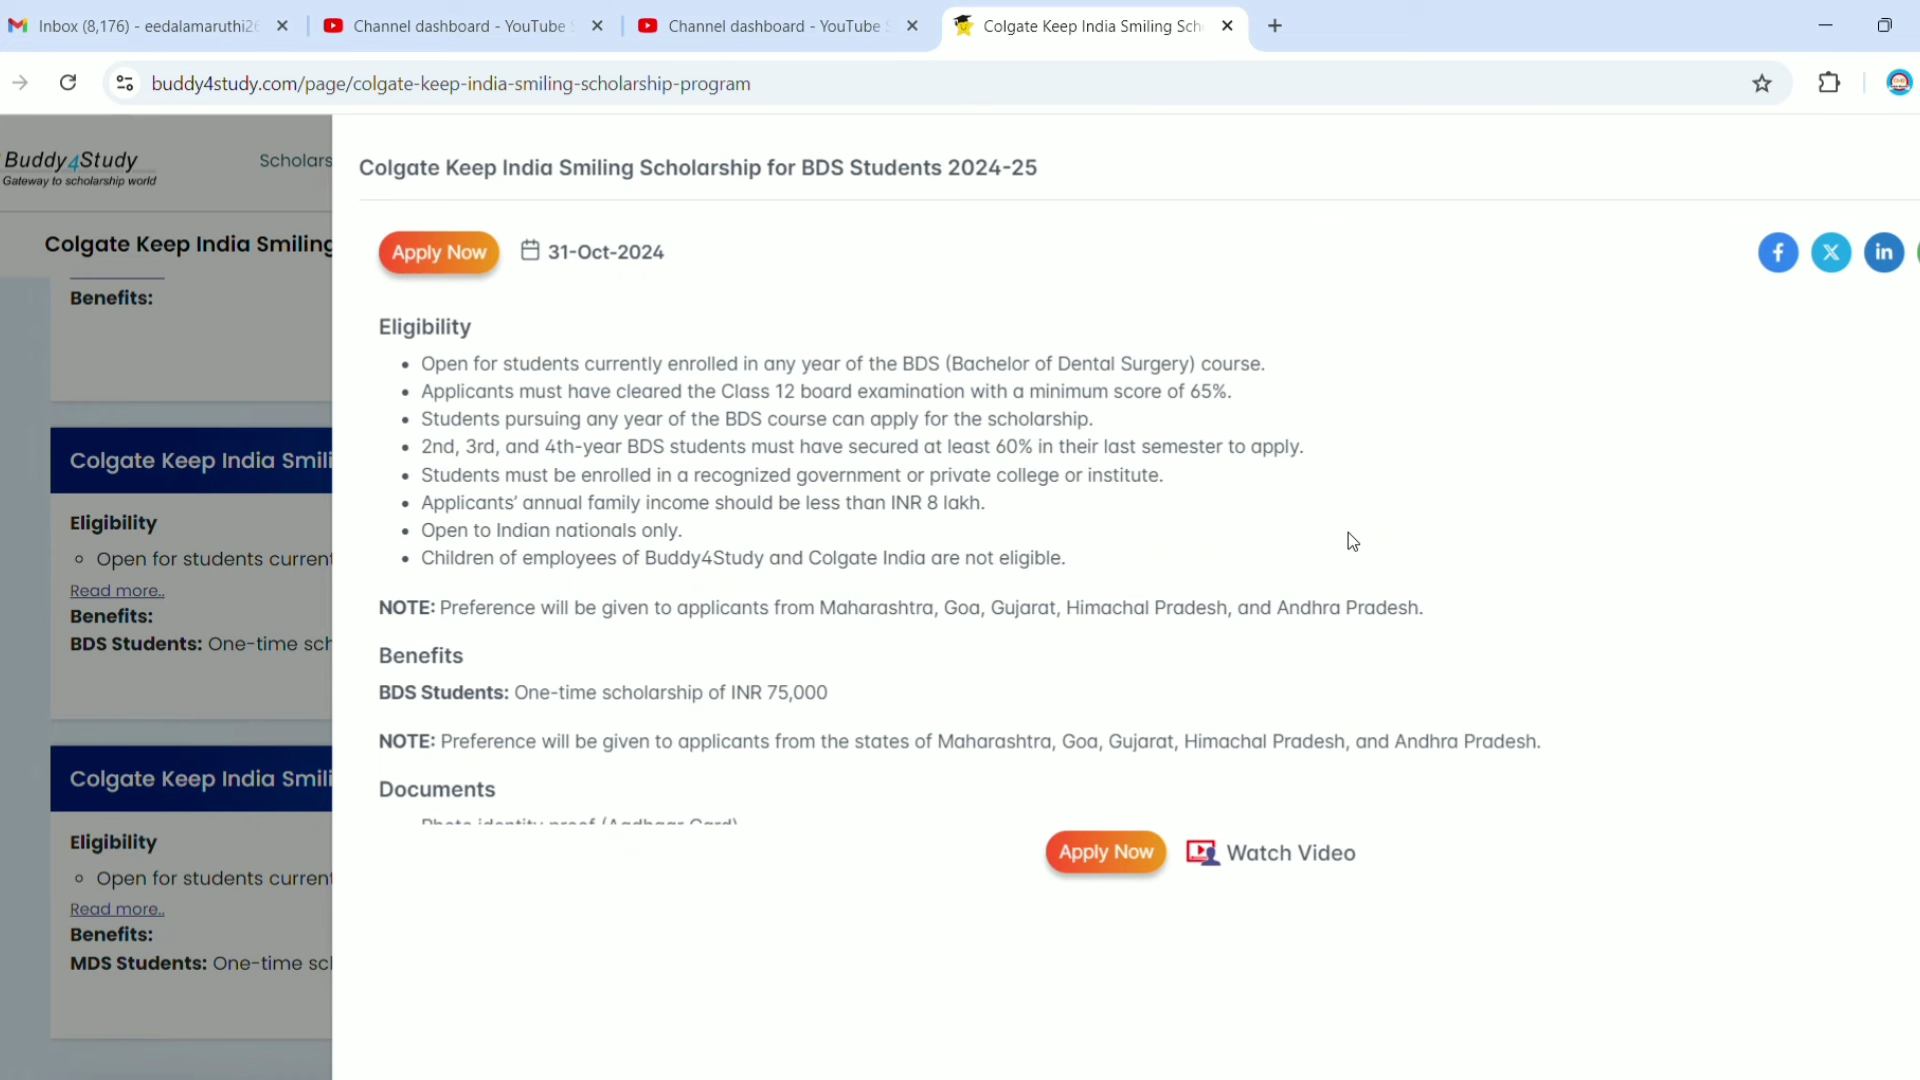 Inbox (8,176) - eedalamaruthi26
Channel dashboard - YouTube S
Channel dashboard - YouTube S
Colgate Keep India Smiling Sch
buddy4study.com/page/colgate-keep-india-smiling-scholarship-program
Buddy4Study
Gateway to scholarship world
Scholars
Colgate Keep India Smiling
Benefits:
Colgate Keep India Smili
Eligibility
Open for students current
Read more..
Benefits:
BDS Students: One-time sch
Colgate Keep India Smili
Eligibility
Open for students current
Read more..
Benefits:
MDS Students: One-time scl
Colgate Keep India Smiling Scholarship for BDS Students 2024-25
Apply Now
31-Oct-2024
Eligibility
• Open for students currently enrolled in any year of the BDS (Bachelor of Dental Surgery) course.
• Applicants must have cleared the Class 12 board examination with a minimum score of 65%.
• Students pursuing any year of the BDS course can apply for the scholarship.
• 2nd, 3rd, and 4th-year BDS students must have secured at least 60% in their last semester to apply.
• Students must be enrolled in a recognized government or private college or institute.
• Applicants' annual family income should be less than INR 8 lakh.
• Open to Indian nationals only.
• Children of employees of Buddy4Study and Colgate India are not eligible.
NOTE: Preference will be given to applicants from Maharashtra, Goa, Gujarat, Himachal Pradesh, and Andhra Pradesh.
Benefits
BDS Students: One-time scholarship of INR 75,000
NOTE: Preference will be given to applicants from the states of Maharashtra, Goa, Gujarat, Himachal Pradesh, and Andhra Pradesh.
Documents
Photo identity proof (Aadhaar Card)
Apply Now
Watch Video